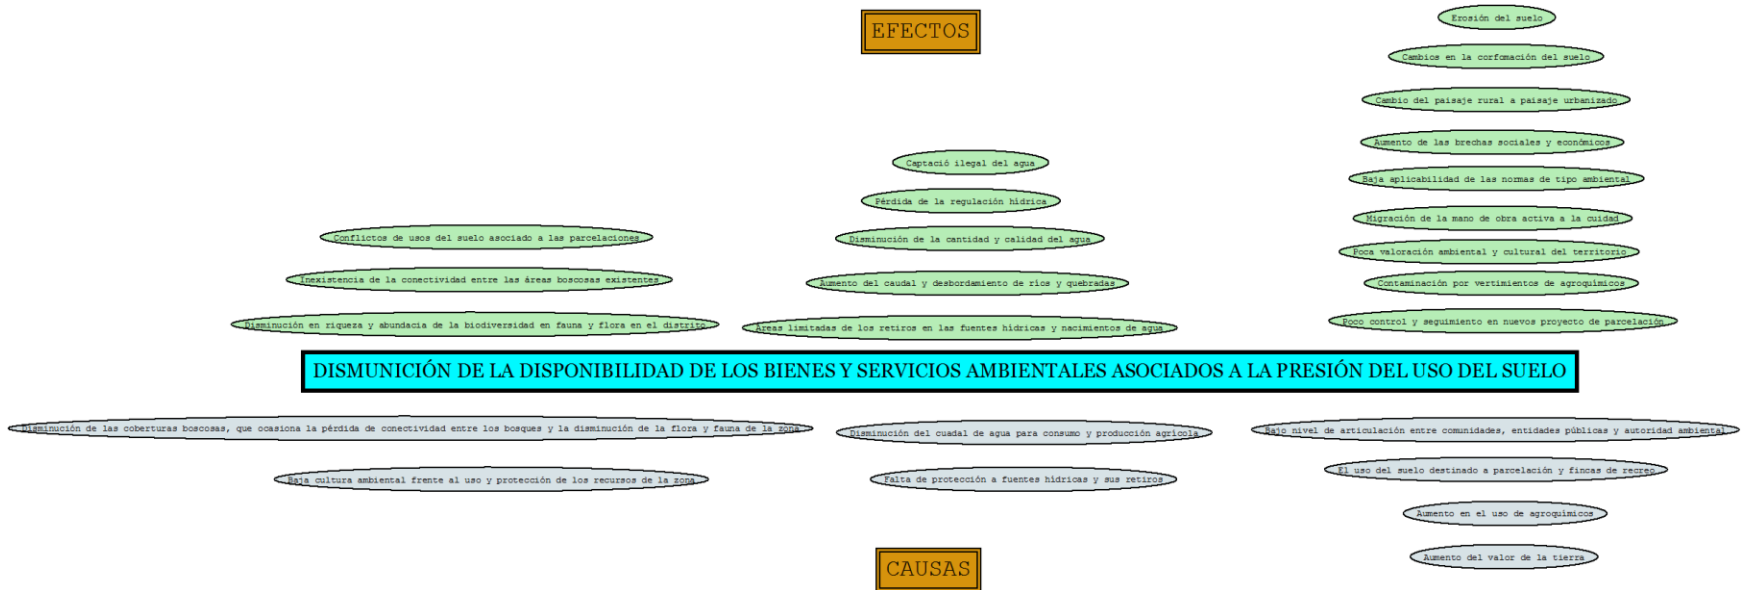 EFECTOS
Erosión del suelo
Cambios en la corfomación del suelo
Cambio del paisaje rural a paisaje urbanizado
Aumento de las brechas sociales y económicos
Baja aplicabilidad de las normas de tipo ambiental
Migración de la mano de obra activa a la cuidad
Poca valoración ambiental y cultural del territorio
Contaminación por vertimientos de agroquímicos
Poco control y seguimiento en nuevos proyecto de parcelación
Captació ilegal del agua
Pérdida de la regulación hídrica
Disminución de la cantidad y calidad del agua
Aumento del caudal y desbordamiento de ríos y quebradas
Áreas limitadas de los retiros en las fuentes hídricas y nacimientos de agua
Conflictos de usos del suelo asociado a las parcelaciones
Inexistencia de la conectividad entre las áreas boscosas existentes
Disminución en riqueza y abundacia de la biodiversidad en fauna y flora en el distrito
DISMUNICIÓN DE LA DISPONIBILIDAD DE LOS BIENES Y SERVICIOS AMBIENTALES ASOCIADOS A LA PRESIÓN DEL USO DEL SUELO
Disminución de las coberturas boscosas, que ocasiona la pérdida de conectividad entre los bosques y la disminución de la flora y fauna de la zona
Baja cultura ambiental frente al uso y protección de los recursos de la zona
Disminución del cuadal de agua para consumo y producción agrícola
Falta de protección a fuentes hídricas y sus retiros
Bajo nivel de articulación entre comunidades, entidades públicas y autoridad ambiental
El uso del suelo destinado a parcelación y fincas de recreo
Aumento en el uso de agroquímicos
Aumento del valor de la tierra
CAUSAS